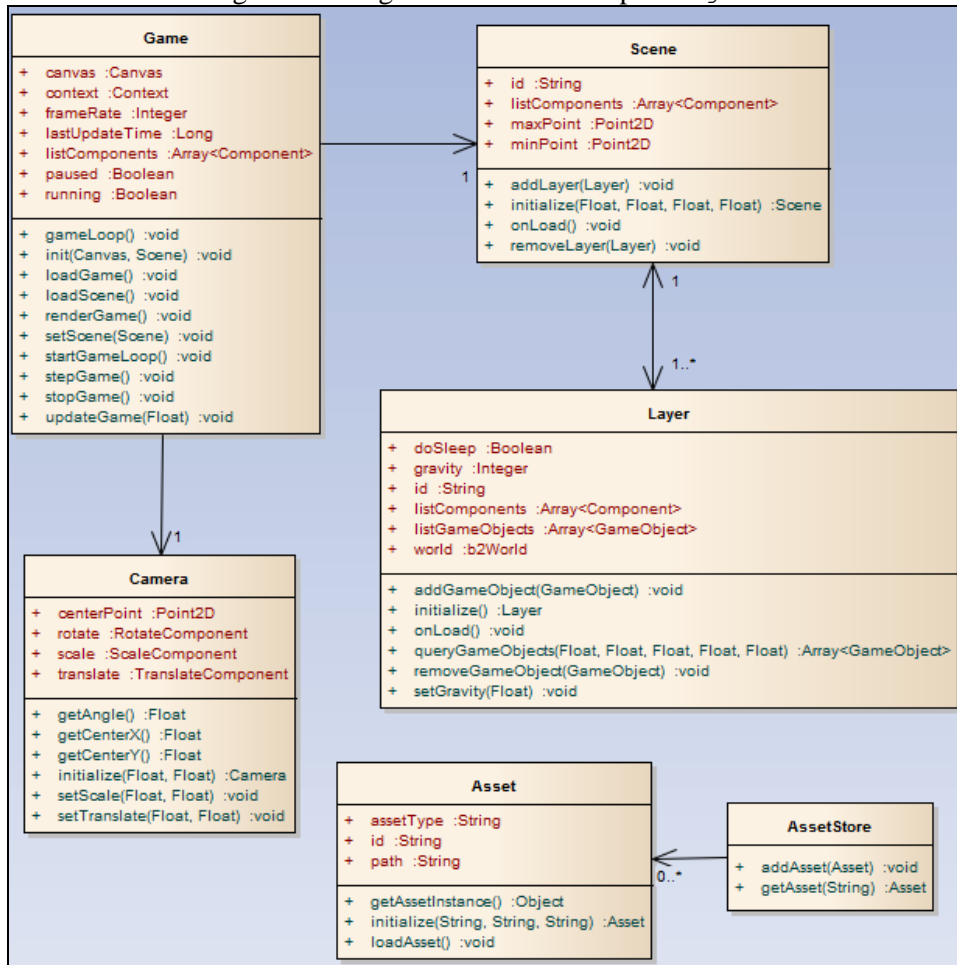 Game
+ canvas :Canvas
+ context :Context
+ frameRate :Integer
+ lastUpdateTime :Long
+ listComponents :Array<Component>
+ paused :Boolean
+ running :Boolean
+ gameLoop() :void
+ init(Canvas, Scene) :void
+ loadGame() :void
+ loadScene() :void
+ renderGame() :void
+ setScene(Scene) :void
+ startGameLoop() :void
+ stepGame() :void
+ stopGame() :void
+ updateGame(Float) :void
1
Scene
+ id :String
+ listComponents :Array<Component>
+ maxPoint :Point2D
+ minPoint :Point2D
+ addLayer(Layer) :void
+ initialize(Float, Float, Float, Float) :Scene
+ onLoad() :void
+ removeLayer(Layer) :void
1
1..*
Layer
+ doSleep :Boolean
+ gravity :Integer
+ id :String
+ listComponents :Array<Component>
+ listGameObjects :Array<GameObject>
+ world :b2World
+ addGameObject(GameObject) :void
+ initialize() :Layer
+ onLoad() :void
+ queryGameObjects(Float, Float, Float, Float, Float) :Array<GameObject>
+ removeGameObject(GameObject) :void
+ setGravity(Float) :void
1
Camera
+ centerPoint :Point2D
+ rotate :RotateComponent
+ scale :ScaleComponent
+ translate :TranslateComponent
+ getAngle() :Float
+ getCenterX() :Float
+ getCenterY() :Float
+ initialize(Float, Float) :Camera
+ setScale(Float, Float) :void
+ setTranslate(Float, Float) :void
Asset
+ assetType :String
+ id :String
+ path :String
+ getAssetInstance() :Object
+ initialize(String, String, String) :Asset
+ loadAsset() :void
0..*
AssetStore
+ addAsset(Asset) :void
+ getAsset(String) :Asset